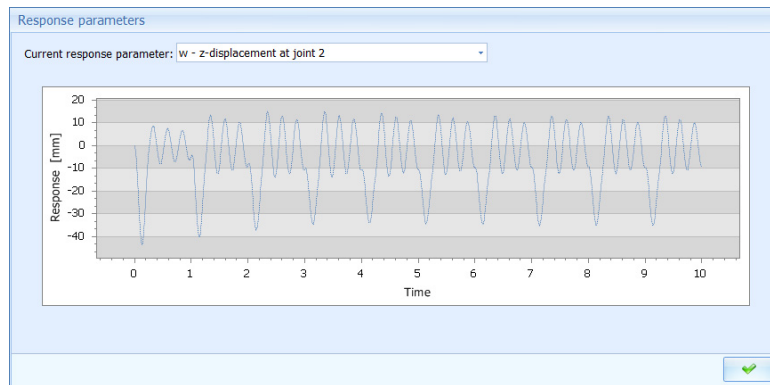 Response parameters
Current response parameter: w - z-displacement at joint 2
20
10
0
-10
-20
-30
-40
Response [mm]
0 1 2 3 4 5 6 7 8 9 10
Time